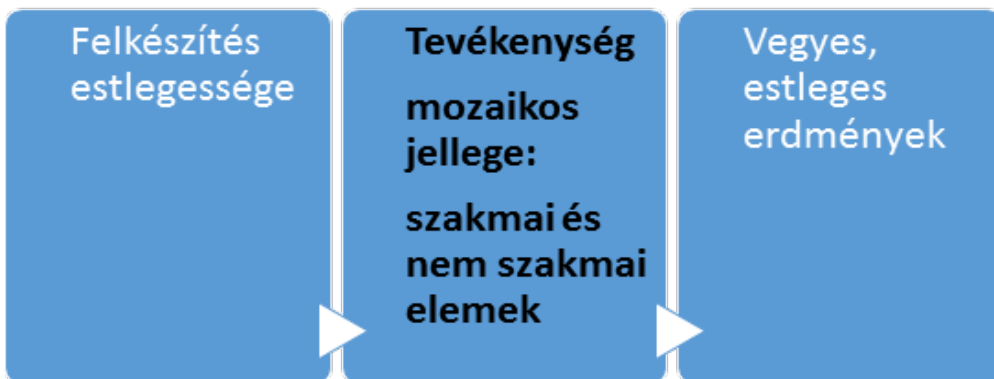 Felkészítés
estlegessége
Tevékenység
mozaikos
jellege:
szakmai és
nem szakmai
elemek
Vegyes,
estleges
erdmények